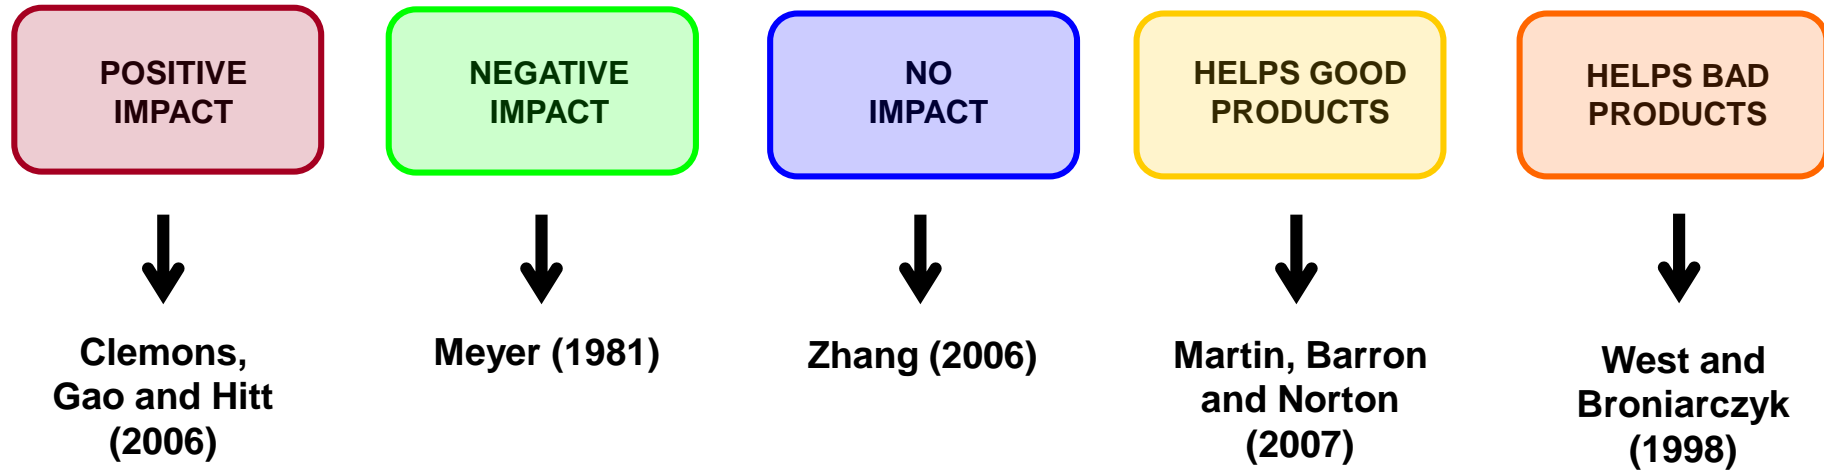 POSITIVE
IMPACT
NEGATIVE
IMPACT
NO
IMPACT
HELPS GOOD
PRODUCTS
HELPS BAD
PRODUCTS
Clemons,
Gao and Hitt
(2006)
Meyer (1981)
Zhang (2006)
Martin, Barron
and Norton
(2007)
West and
Broniarczyk
(1998)